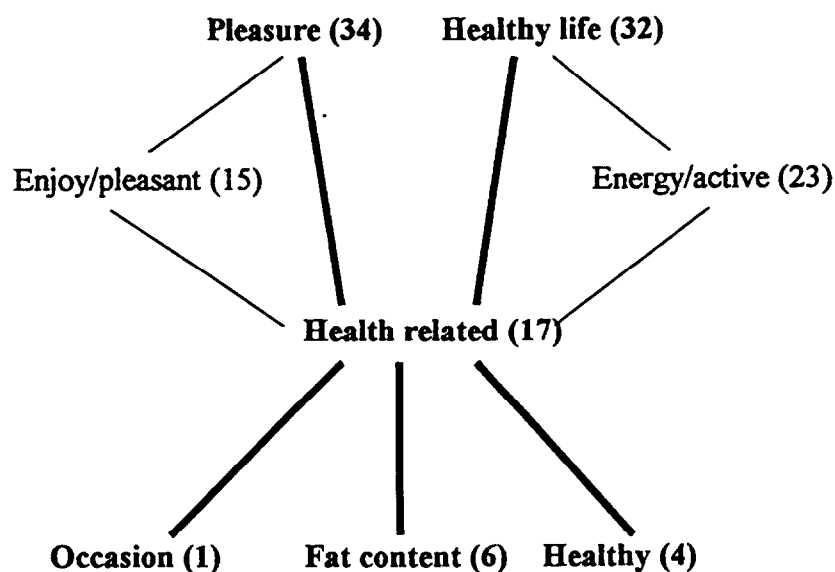 Pleasure (34) Healthy life (32)
Enjoy/pleasant (15) Energy/active (23)
Health related (17)
Occasion (1) Fat content (6) Healthy (4)